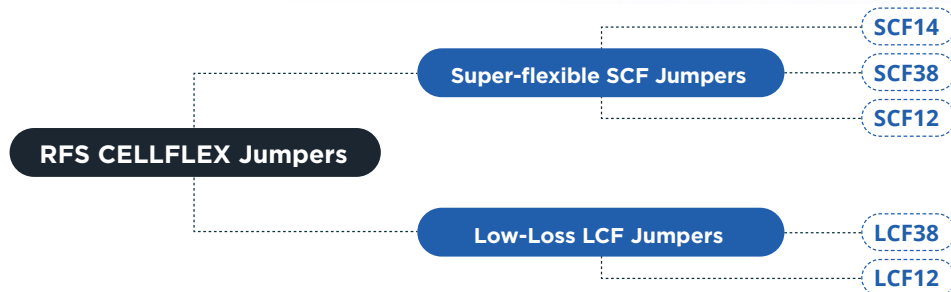 SCF14
Super-flexible SCF Jumpers
SCF38
SCF12
RFS CELLFLEX Jumpers
Low-Loss LCF Jumpers
LCF38
LCF12